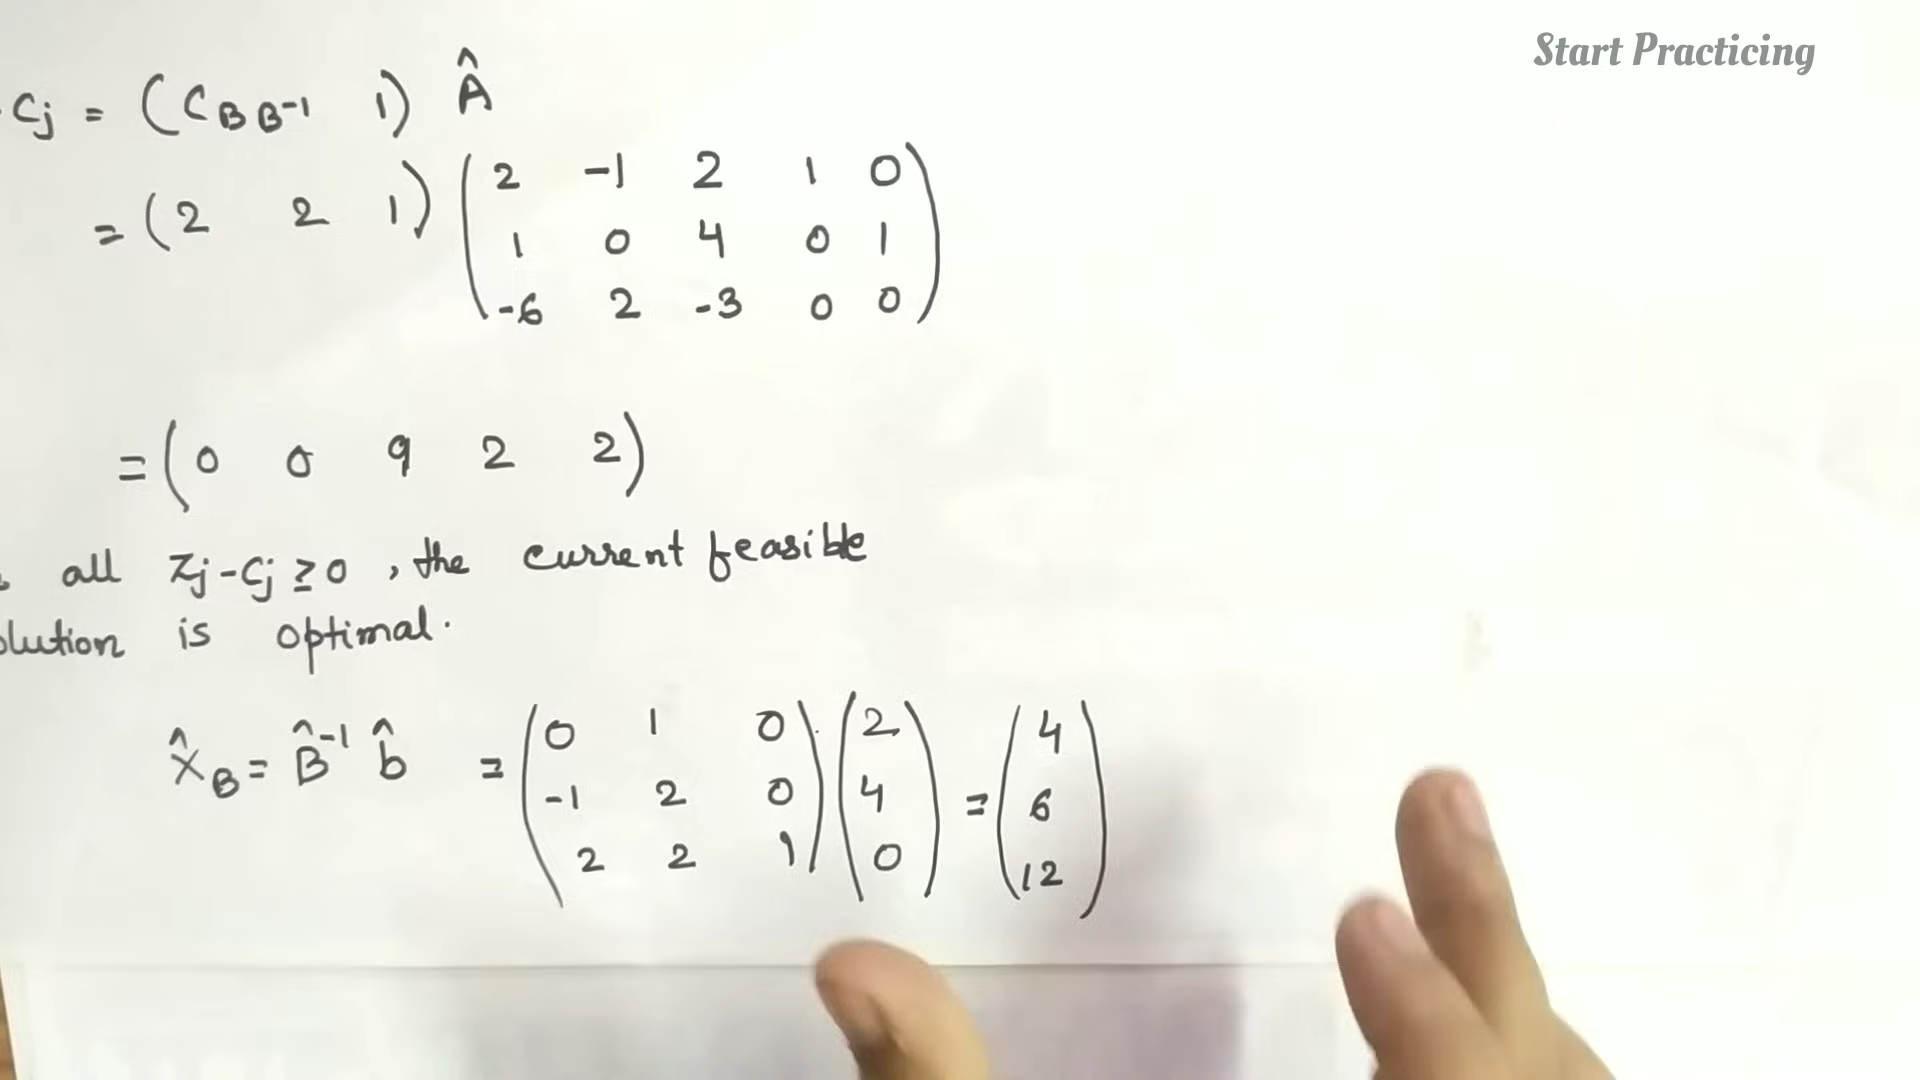 Start Practicing
Cj = (CB B-1 1) Â
= (2 2 1) (2 -1 2 1 0
1 0 4 0 1
-6 2 -3 0 0)
= (0 0 9 2 2)
all Zj - Cj ≥ 0, the current feasible
is optimal.
X̂B = B̂-1 b̂ = (0 1 0 (2 = (4
-1 2 0 4 6
2 2 1) 0) 12)